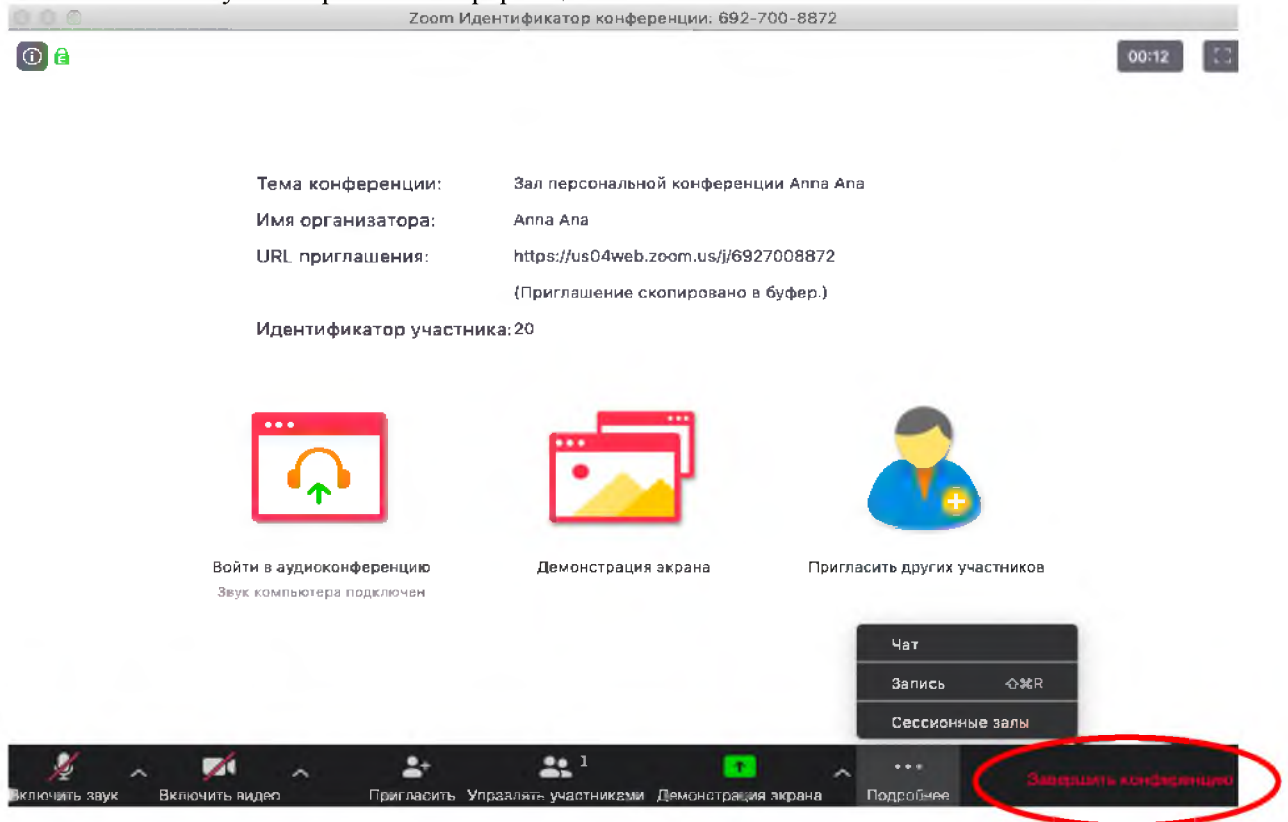 Zoom Идентификатор конференции: 692-700-8872
00:12
Тема конференции: Зал персональной конференции Anna Ana
Имя организатора: Anna Ana
URL приглашения: https://us04web.zoom.us/j/6927008872
(Приглашение скопировано в буфер.)
Идентификатор участника: 20
Войти в аудиоконференцию
Звук компьютера подключен
Демонстрация экрана
Пригласить других участников
Чат
Запись ⇧⌘R
Сессионные залы
Включить звук Включить видео Пригласить Управлять участниками 1 Демонстрация экрана Подробнее Завершить конференцию